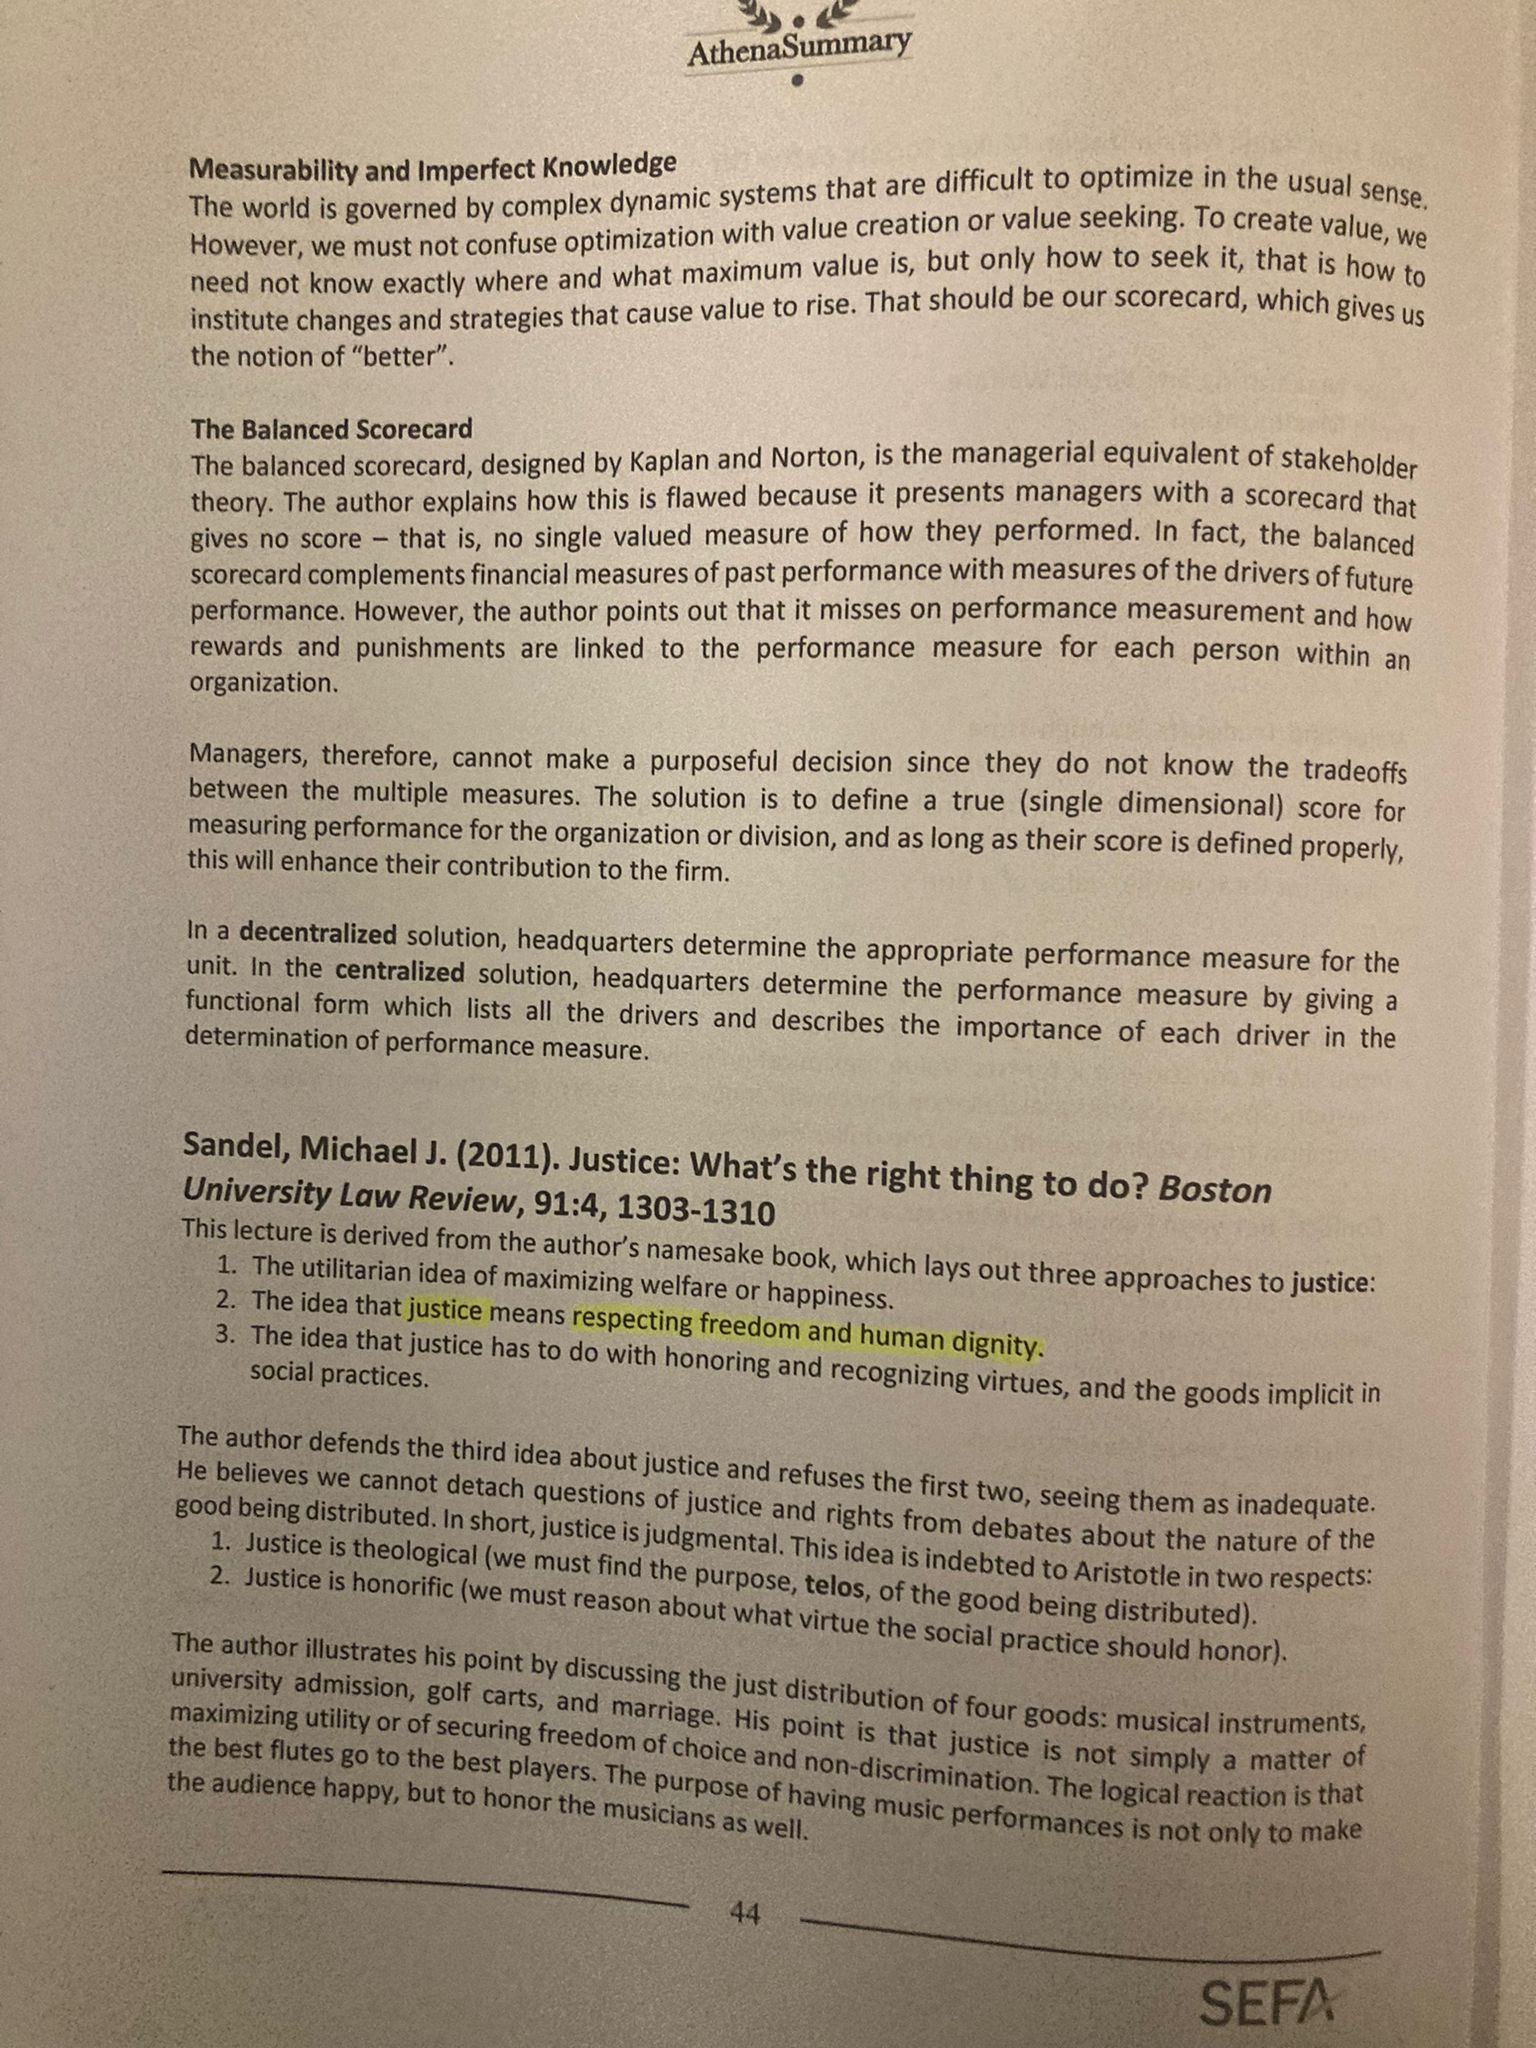 AthenaSummary
Measurability and Imperfect Knowledge
The world is governed by complex dynamic systems that are difficult to optimize in the usual sense.
However, we must not confuse optimization with value creation or value seeking. To create value, we
need not know exactly where and what maximum value is, but only how to seek it, that is how to
institute changes and strategies that cause value to rise. That should be our scorecard, which gives us
the notion of “better”.
The Balanced Scorecard
The balanced scorecard, designed by Kaplan and Norton, is the managerial equivalent of stakeholder
theory. The author explains how this is flawed because it presents managers with a scorecard that
gives no score – that is, no single valued measure of how they performed. In fact, the balanced
scorecard complements financial measures of past performance with measures of the drivers of future
performance. However, the author points out that it misses on performance measurement and how
rewards and punishments are linked to the performance measure for each person within an
organization.
Managers, therefore, cannot make a purposeful decision since they do not know the tradeoffs
between the multiple measures. The solution is to define a true (single dimensional) score for
measuring performance for the organization or division, and as long as their score is defined properly,
this will enhance their contribution to the firm.
In a decentralized solution, headquarters determine the appropriate performance measure for the
unit. In the centralized solution, headquarters determine the performance measure by giving a
functional form which lists all the drivers and describes the importance of each driver in the
determination of performance measure.
Sandel, Michael J. (2011). Justice: What’s the right thing to do? Boston
University Law Review, 91:4, 1303-1310
This lecture is derived from the author’s namesake book, which lays out three approaches to justice:
1. The utilitarian idea of maximizing welfare or happiness.
2. The idea that justice means respecting freedom and human dignity.
3. The idea that justice has to do with honoring and recognizing virtues, and the goods implicit in
social practices.
The author defends the third idea about justice and refuses the first two, seeing them as inadequate.
He believes we cannot detach questions of justice and rights from debates about the nature of the
good being distributed. In short, justice is judgmental. This idea is indebted to Aristotle in two respects:
1. Justice is theological (we must find the purpose, telos, of the good being distributed).
2. Justice is honorific (we must reason about what virtue the social practice should honor).
The author illustrates his point by discussing the just distribution of four goods: musical instruments,
university admission, golf carts, and marriage. His point is that justice is not simply a matter of
maximizing utility or of securing freedom of choice and non-discrimination. The logical reaction is that
the best flutes go to the best players. The purpose of having music performances is not only to make
the audience happy, but to honor the musicians as well.
44
SEFA